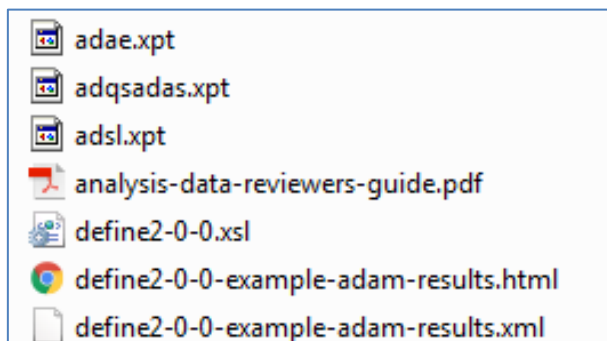 adae.xpt
adqsadas.xpt
adsl.xpt
analysis-data-reviewers-guide.pdf
define2-0-0.xsl
define2-0-0-example-adam-results.html
define2-0-0-example-adam-results.xml